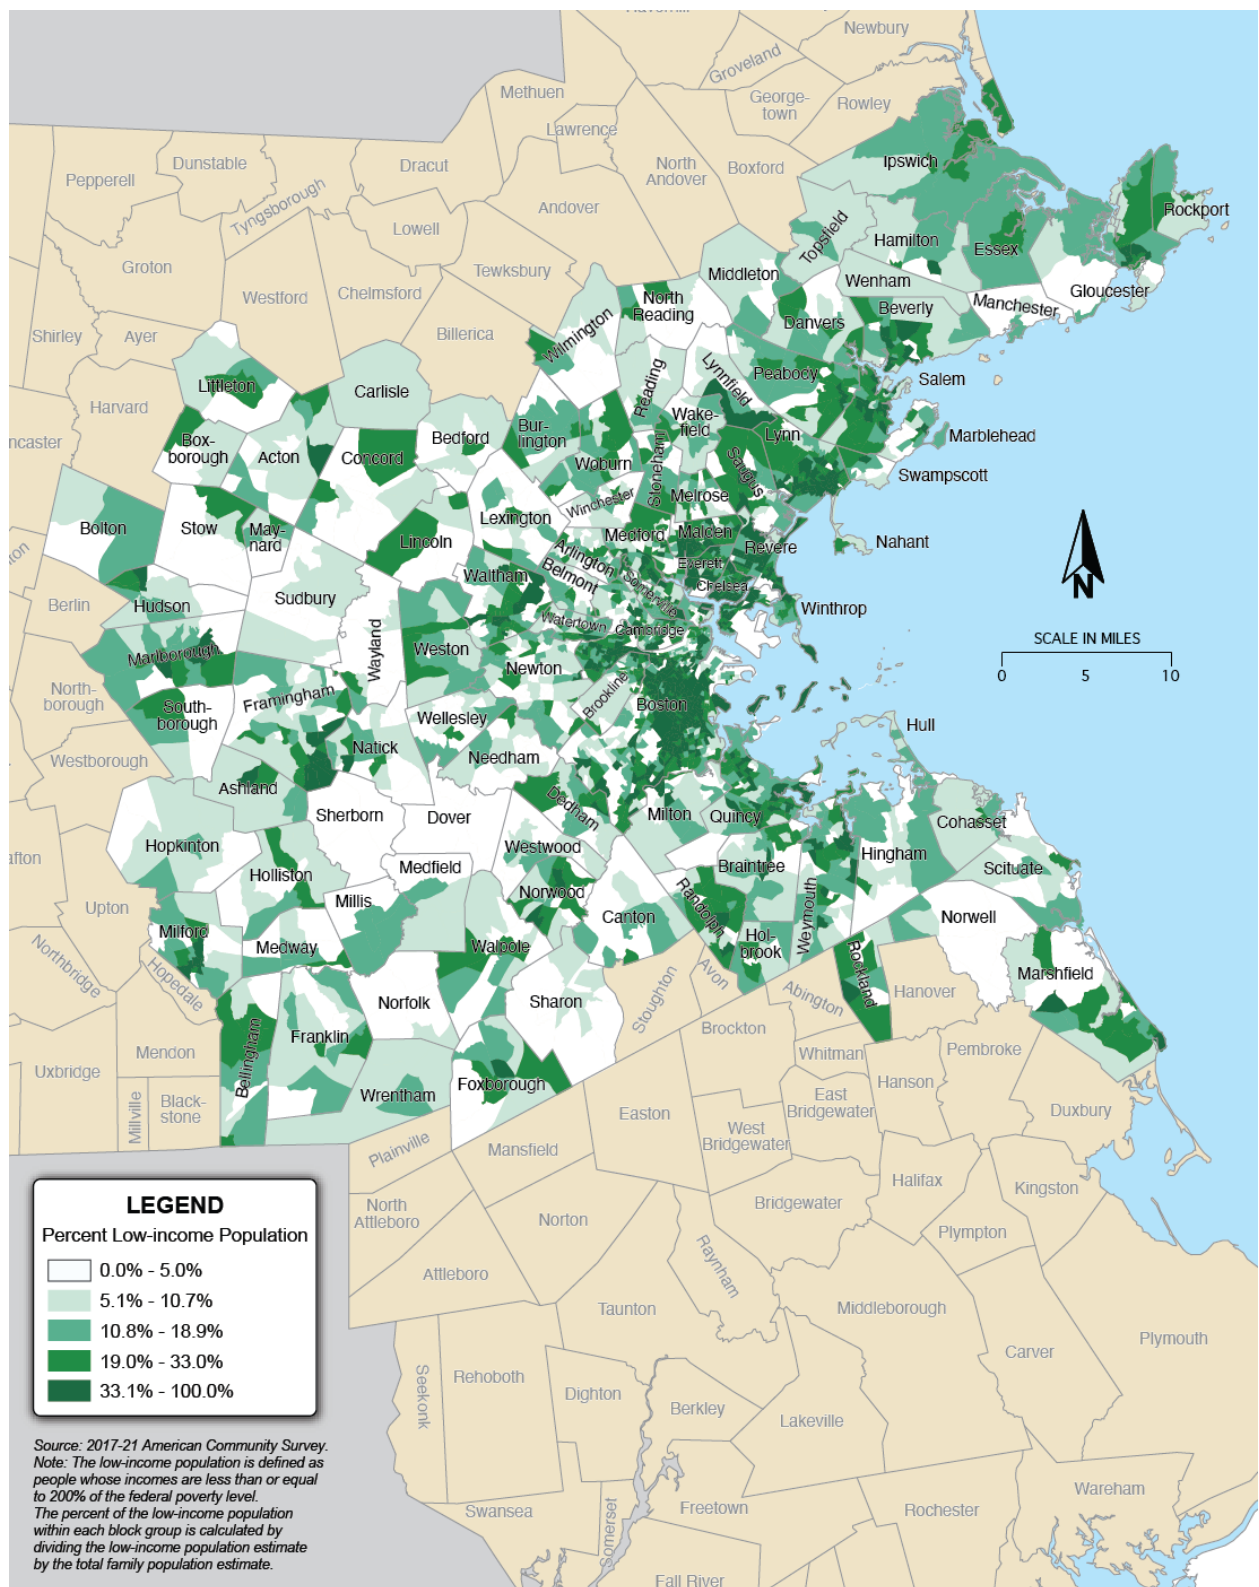 Newbury
Groveland
Methuen
George-
town
Rowley
Lawrence
Dunstable
Dracut
North
Andover
Boxford
Ipswich
Pepperell
Tyngsborough
Andover
Lowell
Rockport
Topsfield
Hamilton
Essex
Groton
Tewksbury
Middleton
Wenham
Westford
Chelmsford
North
Reading
Gloucester
Manchester
Beverly
Shirley
Ayer
Billerica
Wilmington
Danvers
Littleton
Carlisle
Reading
Lynnfield
Peabody
Salem
Harvard
Wake-
field
Marblehead
ncaster
Box-
borough
Acton
Concord
Bedford
Bur-
lington
Woburn
Stoneham
Lynn
Saugus
Swampscott
Winchester
Melrose
Bolton
Stow
May-
nard
Lexington
Lincoln
Medford
Malden
Revere
Nahant
Arlington
Belmont
Everett
Chelsea
Somerville
Waltham
Berlin
Hudson
Sudbury
Wayland
Watertown
Cambridge
Winthrop
N
SCALE IN MILES
0 5 10
Marlborough
Weston
Newton
North-
borough
South-
borough
Framingham
Brookline
Boston
Wellesley
Hull
Westborough
Natick
Needham
Ashland
Sherborn
Dover
Dedham
Milton
Quincy
Cohasset
Hopkinton
Westwood
Braintree
Hingham
Scituate
afton
Holliston
Medfield
Norwood
Upton
Millis
Canton
Randolph
Weymouth
Norwell
Milford
Medway
Walpole
Hol-
brook
Rockland
Northbridge
Hopedale
Norfolk
Sharon
Stoughton
Avon
Abington
Hanover
Marshfield
Bellingham
Franklin
Mendon
Brockton
Whitman
Pembroke
Uxbridge
Millville
Black-
stone
Wrentham
Foxborough
Easton
East
Bridgewater
Hanson
Duxbury
West
Bridgewater
Plainville
Mansfield
Halifax
Kingston
North
Attleboro
Norton
Bridgewater
Plympton
Raynham
Attleboro
Taunton
Middleborough
Carver
Plymouth
Seekonk
Rehoboth
Dighton
Berkley
Lakeville
Swansea
Somerset
Freetown
Rochester
Wareham
Fall River
LEGEND
Percent Low-income Population
0.0% - 5.0%
5.1% - 10.7%
10.8% - 18.9%
19.0% - 33.0%
33.1% - 100.0%
Source: 2017-21 American Community Survey.
Note: The low-income population is defined as
people whose incomes are less than or equal
to 200% of the federal poverty level.
The percent of the low-income population
within each block group is calculated by
dividing the low-income population estimate
by the total family population estimate.